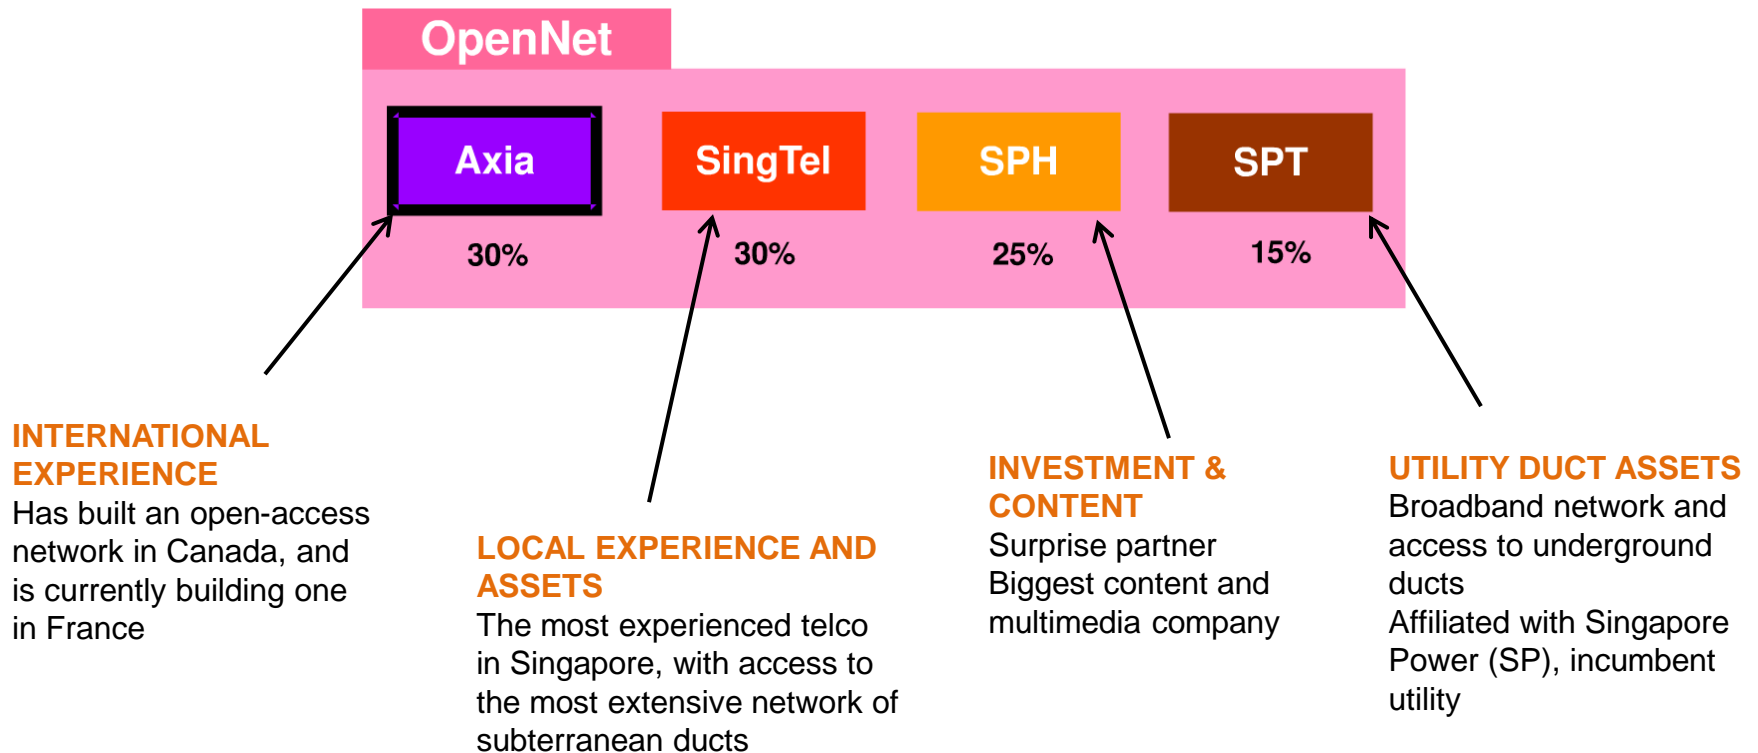 OpenNet
Axia
SingTel
SPH
SPT
30%
30%
25%
15%
INTERNATIONAL
EXPERIENCE
Has built an open-access
network in Canada, and
is currently building one
in France
LOCAL EXPERIENCE AND
ASSETS
The most experienced telco
in Singapore, with access to
the most extensive network of
subterranean ducts
INVESTMENT &
CONTENT
Surprise partner
Biggest content and
multimedia company
UTILITY DUCT ASSETS
Broadband network and
access to underground
ducts
Affiliated with Singapore
Power (SP), incumbent
utility